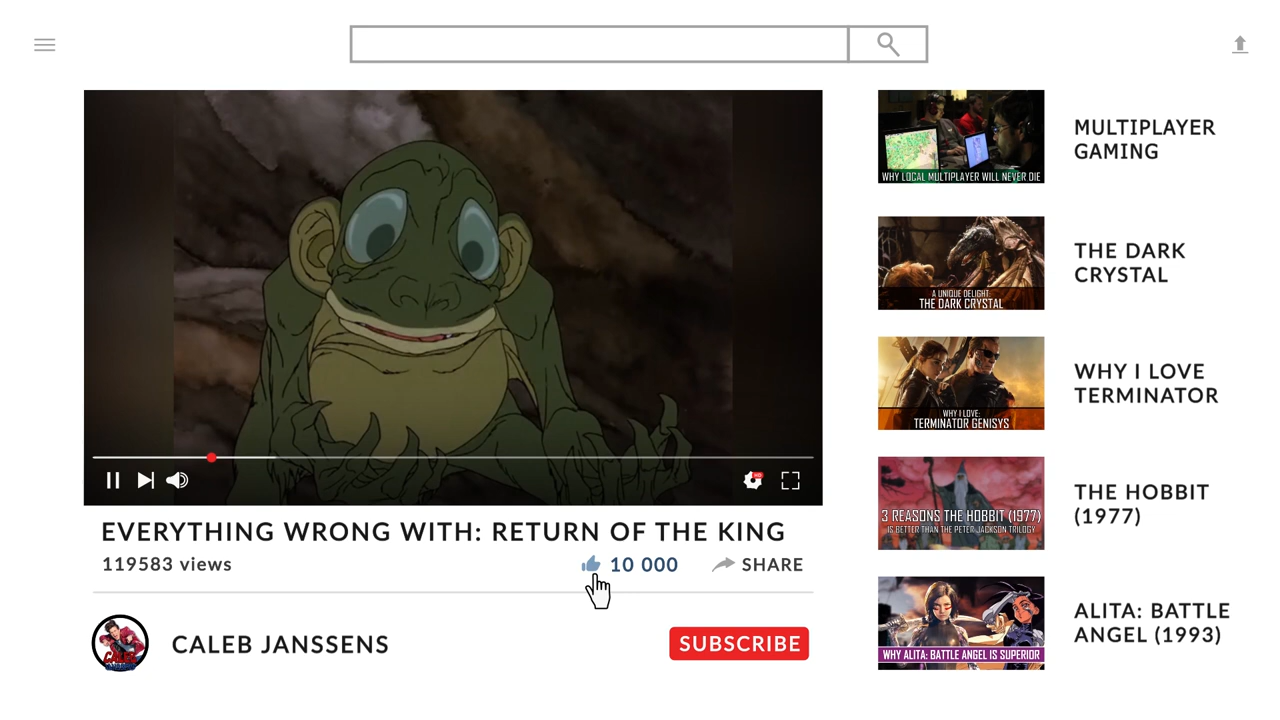 EVERYTHING WRONG WITH: RETURN OF THE KING
119583 views
10 000
SHARE
CALEB JANSSENS
SUBSCRIBE
WHY LOCAL MULTIPLAYER WILL NEVER DIE
MULTIPLAYER
GAMING
A UNIQUE DELIGHT:
THE DARK CRYSTAL
THE DARK
CRYSTAL
WHY I LOVE:
TERMINATOR GENISYS
WHY I LOVE
TERMINATOR
3 REASONS THE HOBBIT (1977)
IS BETTER THAN THE PETER JACKSON TRILOGY
THE HOBBIT
(1977)
WHY ALITA: BATTLE ANGEL IS SUPERIOR
ALITA: BATTLE
ANGEL (1993)